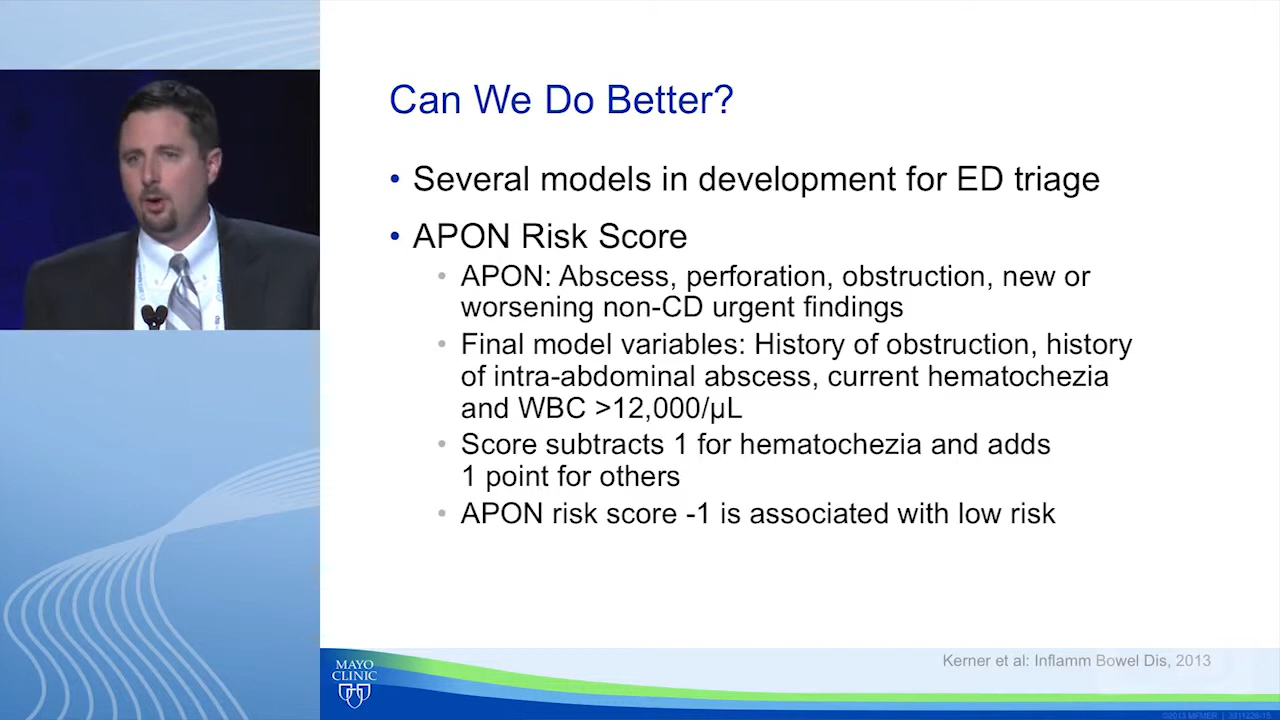 Can We Do Better?
• Several models in development for ED triage
• APON Risk Score
• APON: Abscess, perforation, obstruction, new or
worsening non-CD urgent findings
• Final model variables: History of obstruction, history
of intra-abdominal abscess, current hematochezia
and WBC >12,000/µL
• Score subtracts 1 for hematochezia and adds
1 point for others
• APON risk score -1 is associated with low risk
Kerner et al: Inflamm Bowel Dis, 2013
MAYO
CLINIC
©2013 MFMER |